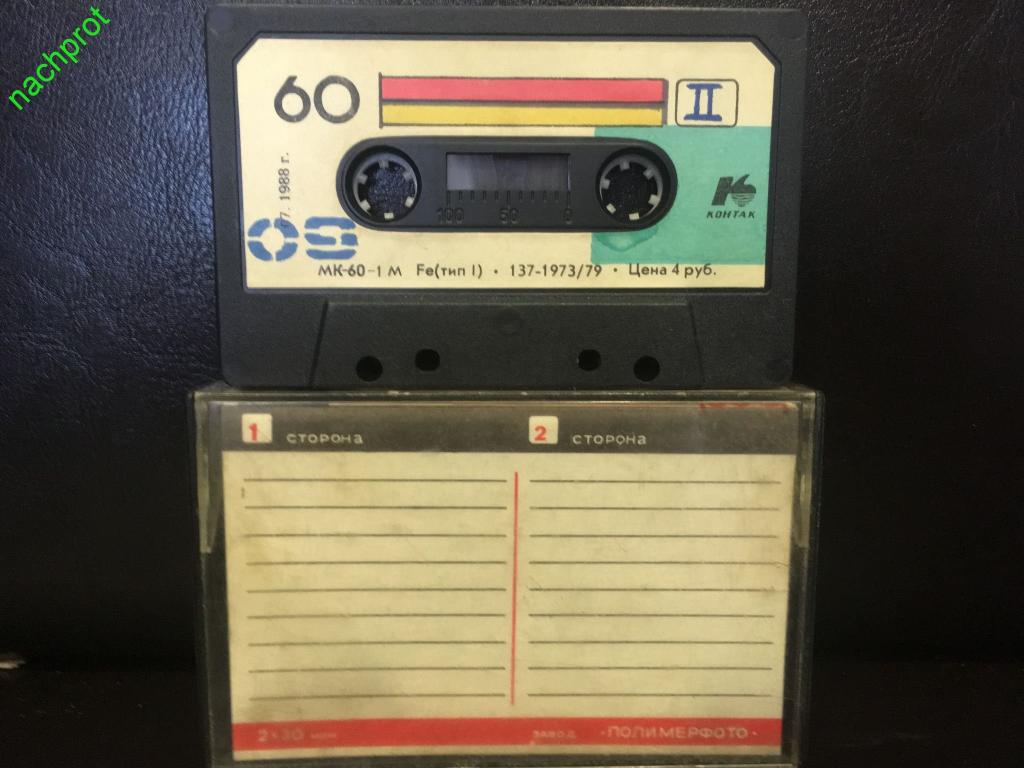 nachprot
60
II
07. 1988 г.
КОНТАК
МК-60-1М Fe(тип I) • 137-1973/79 • Цена 4 руб.
100 50 0
1 СТОРОНА 2 СТОРОНА
2×30 мин ЗАВОД •ПОЛИМЕРФОТО•